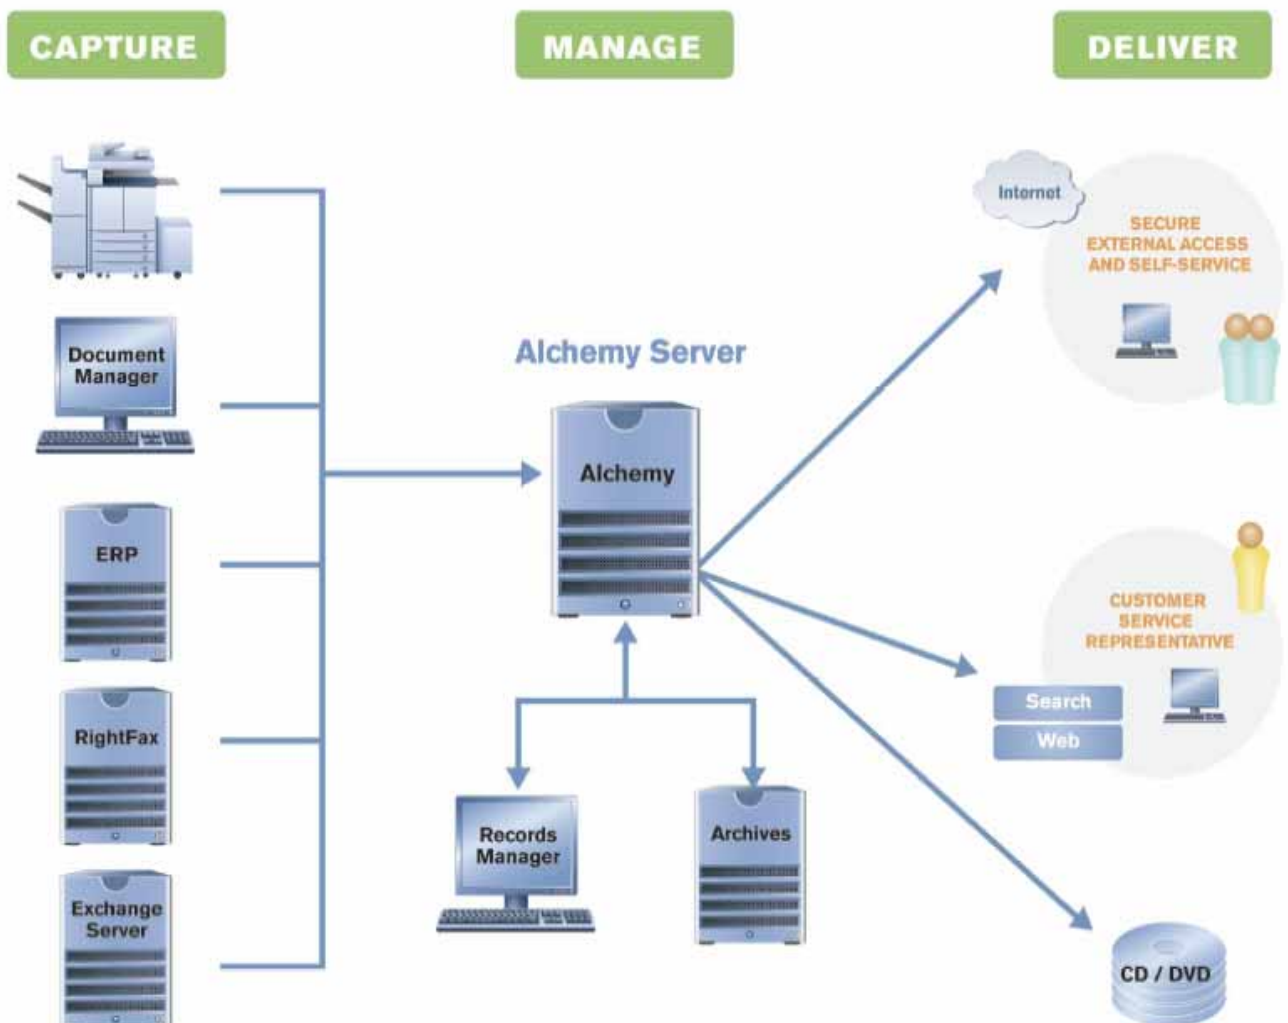 CAPTURE
MANAGE
DELIVER
Internet
SECURE
EXTERNAL ACCESS
AND SELF-SERVICE
Document
Manager
Alchemy Server
Alchemy
ERP
CUSTOMER
SERVICE
REPRESENTATIVE
Search
Web
RightFax
Records
Manager
Archives
Exchange
Server
CD / DVD